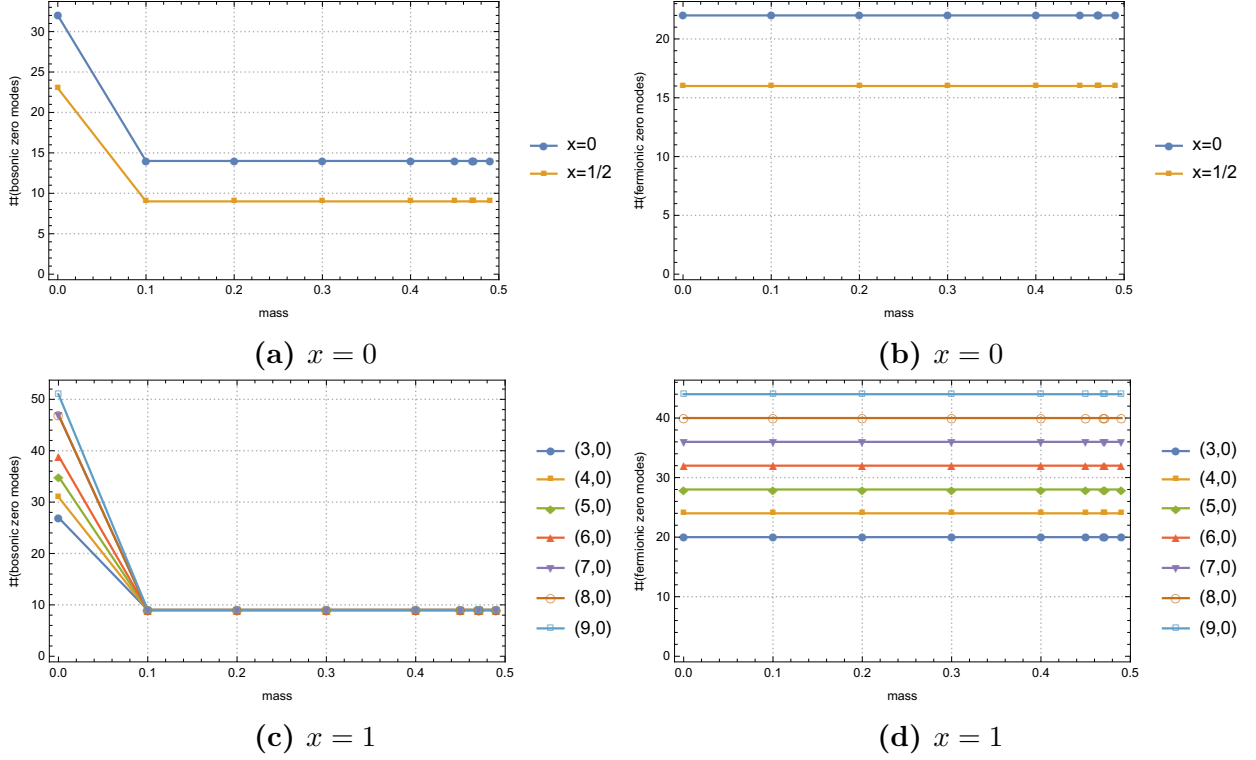 #(bosonic zero modes)
30
25
20
15
10
5
0
0.0 0.1 0.2 0.3 0.4 0.5
mass
x=0
x=1/2
(a) x = 0
#(fermionic zero modes)
20
15
10
5
0
0.0 0.1 0.2 0.3 0.4 0.5
mass
x=0
x=1/2
(b) x = 0
#(bosonic zero modes)
50
40
30
20
10
0
0.0 0.1 0.2 0.3 0.4 0.5
mass
(3,0)
(4,0)
(5,0)
(6,0)
(7,0)
(8,0)
(9,0)
(c) x = 1
#(fermionic zero modes)
40
30
20
10
0
0.0 0.1 0.2 0.3 0.4 0.5
mass
(3,0)
(4,0)
(5,0)
(6,0)
(7,0)
(8,0)
(9,0)
(d) x = 1